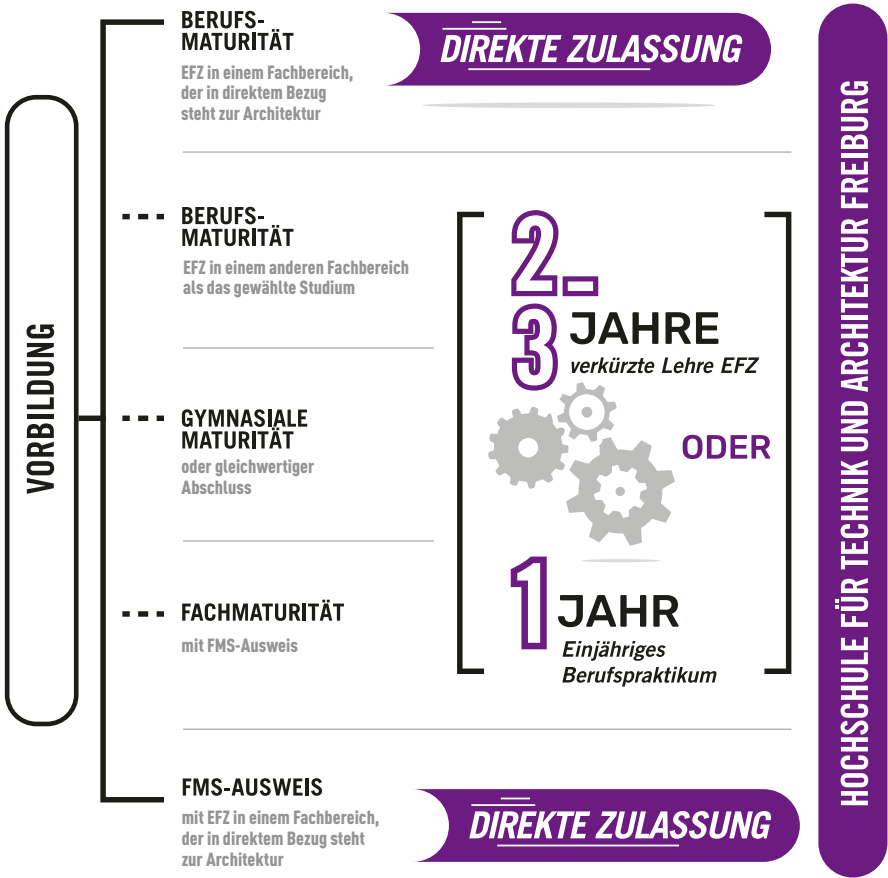 VORBILDUNG
BERUFS-
MATURITÄT
EFZ in einem Fachbereich,
der in direktem Bezug
steht zur Architektur
DIREKTE ZULASSUNG
BERUFS-
MATURITÄT
EFZ in einem anderen Fachbereich
als das gewählte Studium
GYMNASIALE
MATURITÄT
oder gleichwertiger
Abschluss
FACHMATURITÄT
mit FMS-Ausweis
2-
3 JAHRE
verkürzte Lehre EFZ
ODER
1 JAHR
Einjähriges
Berufspraktikum
FMS-AUSWEIS
mit EFZ in einem Fachbereich,
der in direktem Bezug steht
zur Architektur
DIREKTE ZULASSUNG
HOCHSCHULE FÜR TECHNIK UND ARCHITEKTUR FREIBURG